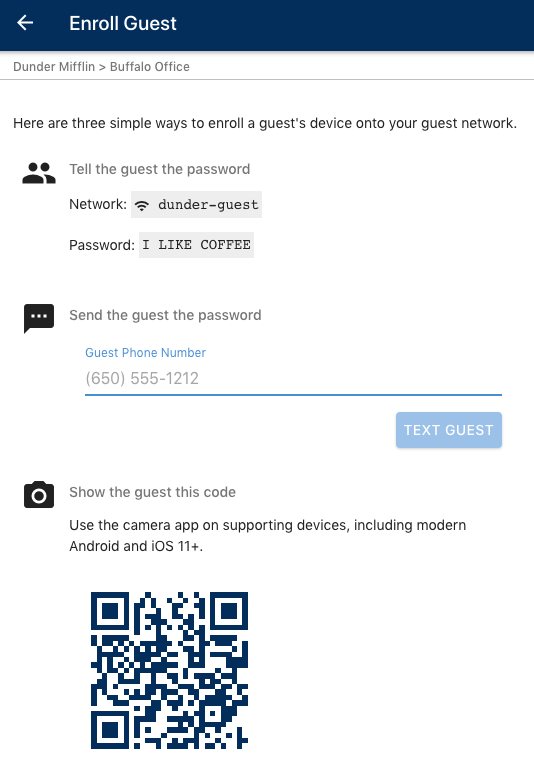 Enroll Guest
Dunder Mifflin > Buffalo Office
Here are three simple ways to enroll a guest's device onto your guest network.
Tell the guest the password
Network: dunder-guest
Password: I LIKE COFFEE
Send the guest the password
Guest Phone Number
(650) 555-1212
TEXT GUEST
Show the guest this code
Use the camera app on supporting devices, including modern
Android and iOS 11+.